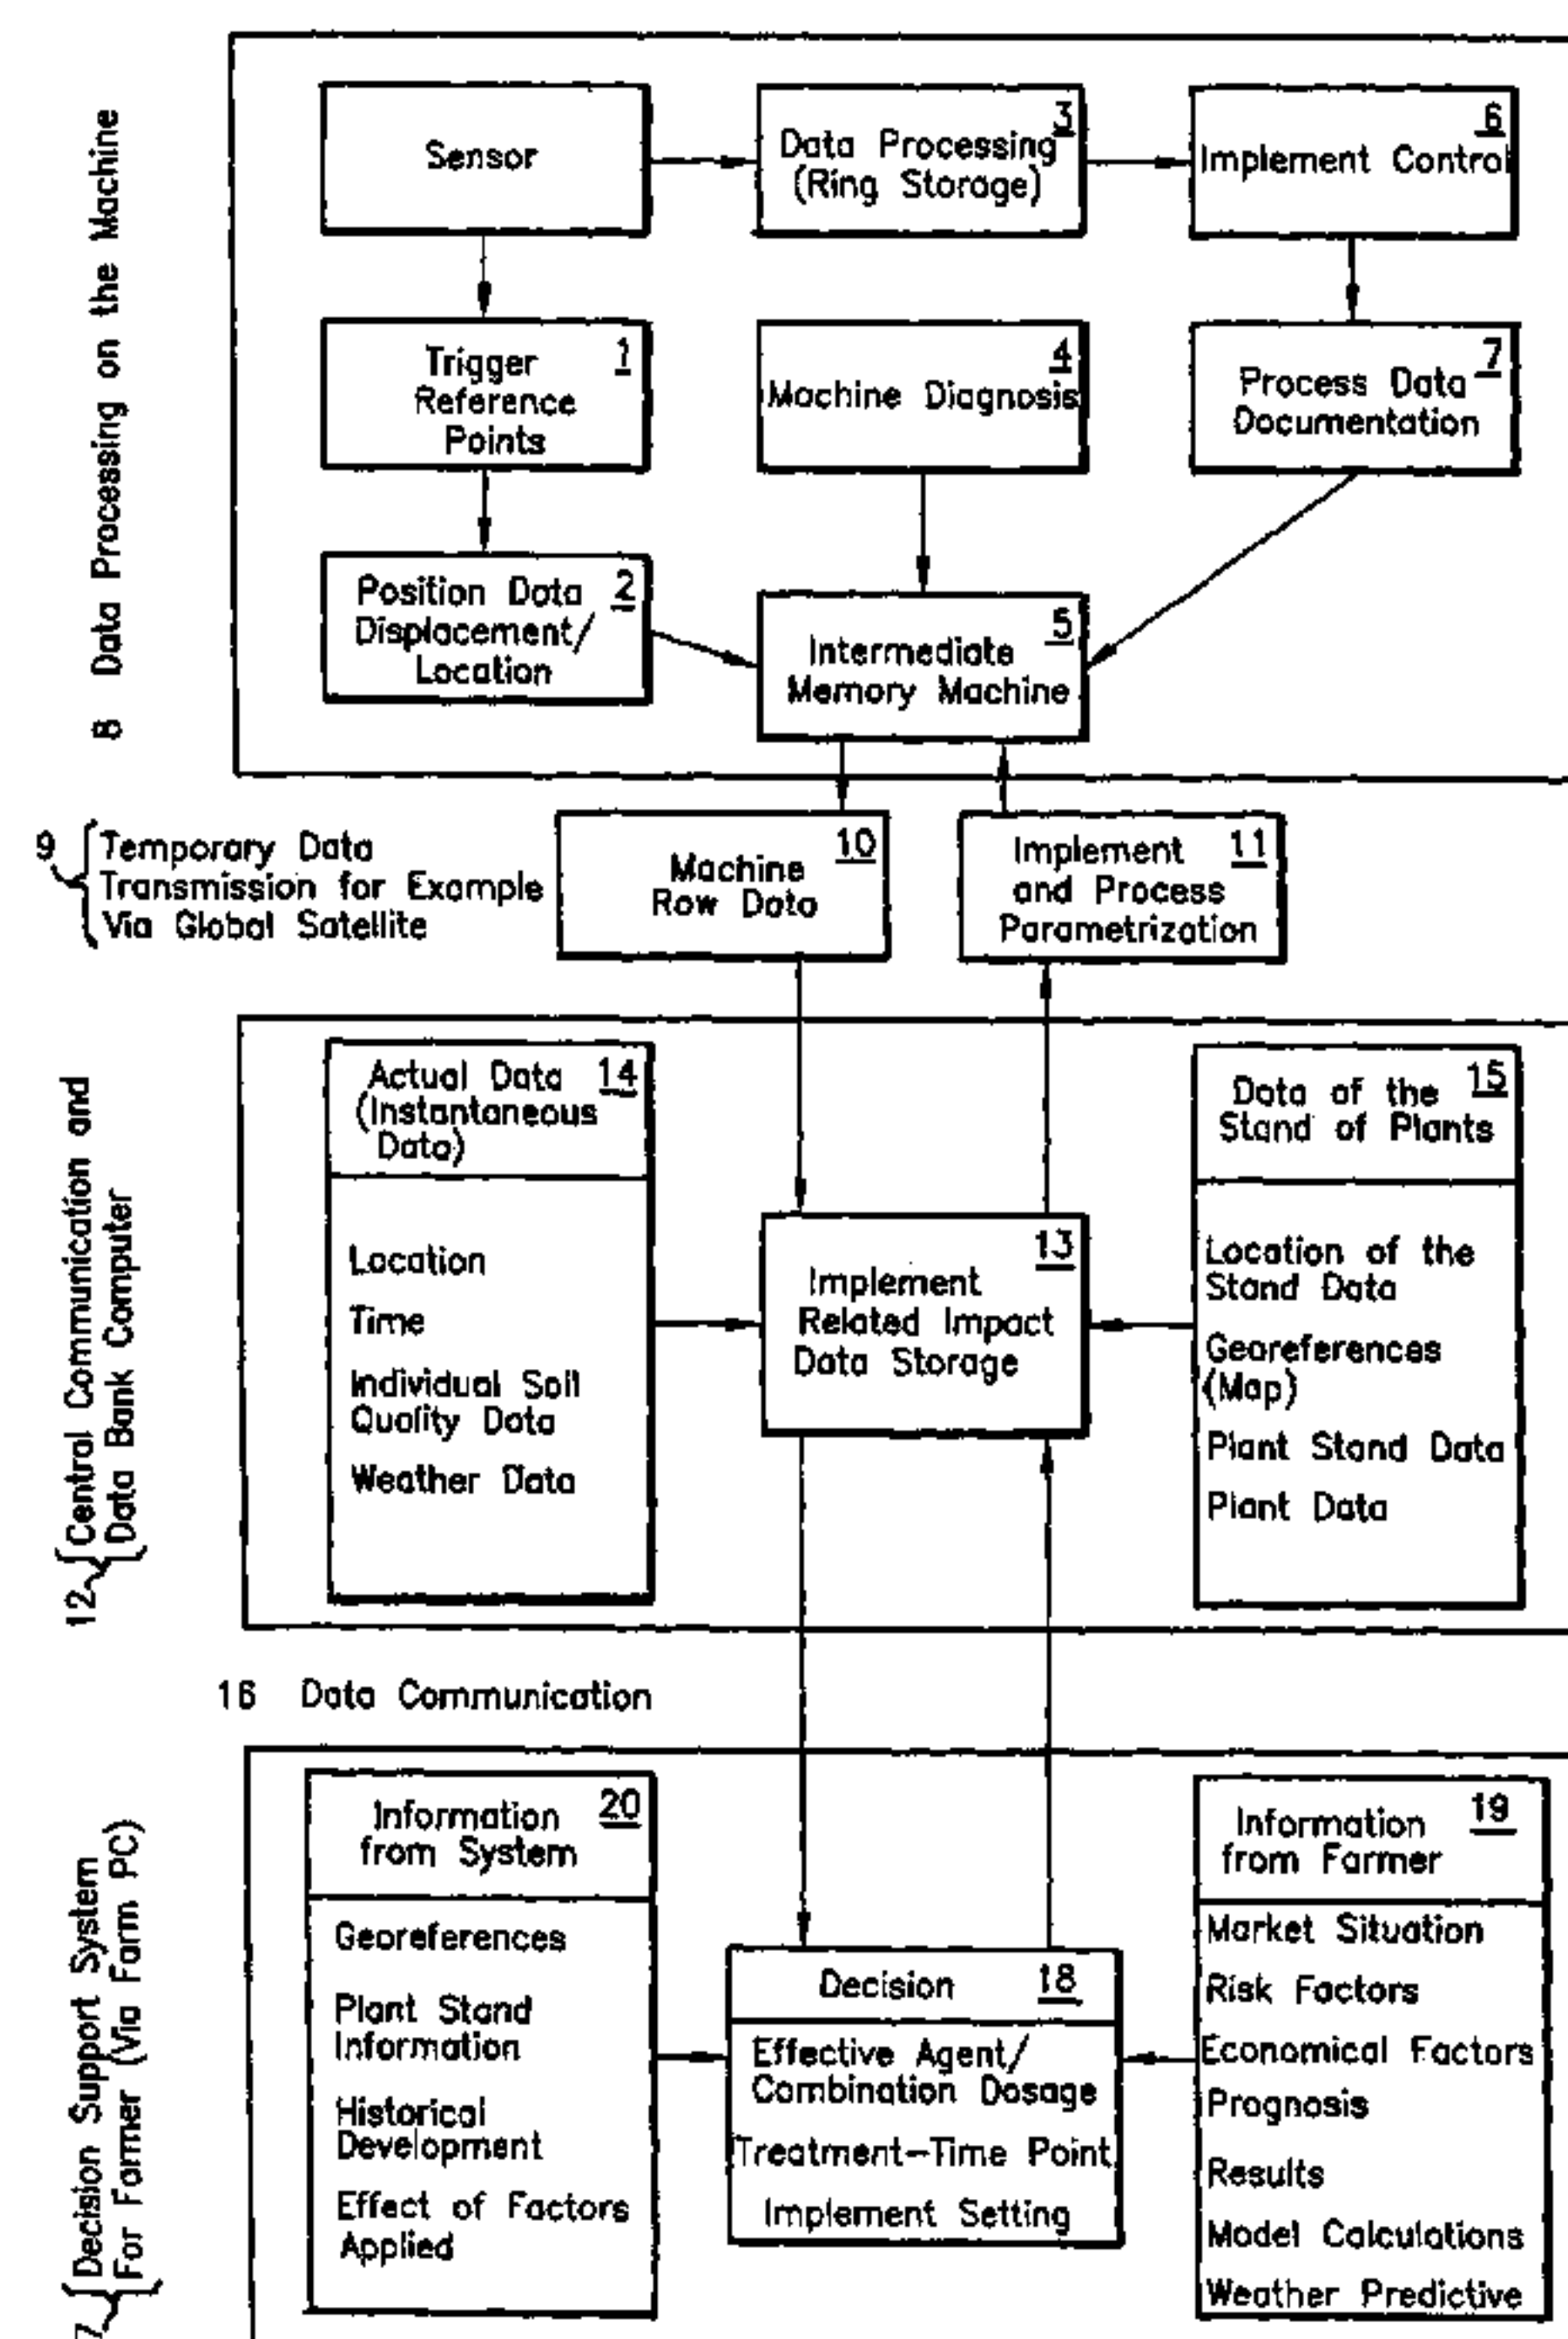 8 Data Processing on the Machine
Sensor
3
Data Processing
(Ring Storage)
6
Implement Control
1
Trigger
Reference
Points
4
Machine Diagnosis
7
Process Data
Documentation
2
Position Data
Displacement/
Location
5
Intermediate
Memory Machine
9
Temporary Data
Transmission for Example
Via Global Satellite
10
Machine
Row Data
11
Implement
and Process
Parametrization
12
Central Communication and
Data Bank Computer
14
Actual Data
(Instantaneous
Data)
Location
Time
Individual Soil
Quality Data
Weather Data
13
Implement
Related Impact
Data Storage
15
Data of the
Stand of Plants
Location of the
Stand Data
Georeferences
(Map)
Plant Stand Data
Plant Data
16 Data Communication
7
Decision Support System
For Farmer (Via Farm PC)
20
Information
from System
Georeferences
Plant Stand
Information
Historical
Development
Effect of Factors
Applied
Decision 18
Effective Agent/
Combination Dosage
Treatment-Time Point
Implement Setting
19
Information
from Farmer
Market Situation
Risk Factors
Economical Factors
Prognosis
Results
Model Calculations
Weather Predictive